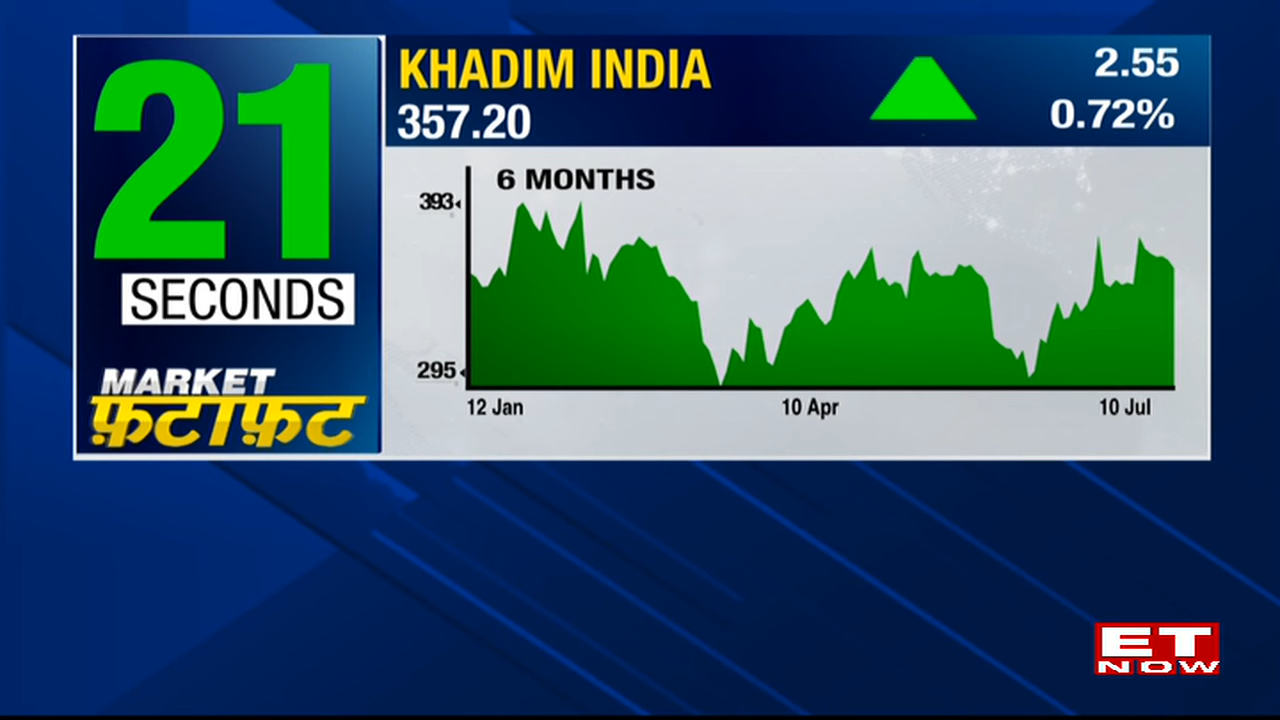 21
SECONDS
MARKET
फ़टाफ़ट
KHADIM INDIA
357.20
2.55
0.72%
6 MONTHS
393
295
12 Jan
10 Apr
10 Jul
ET
NOW